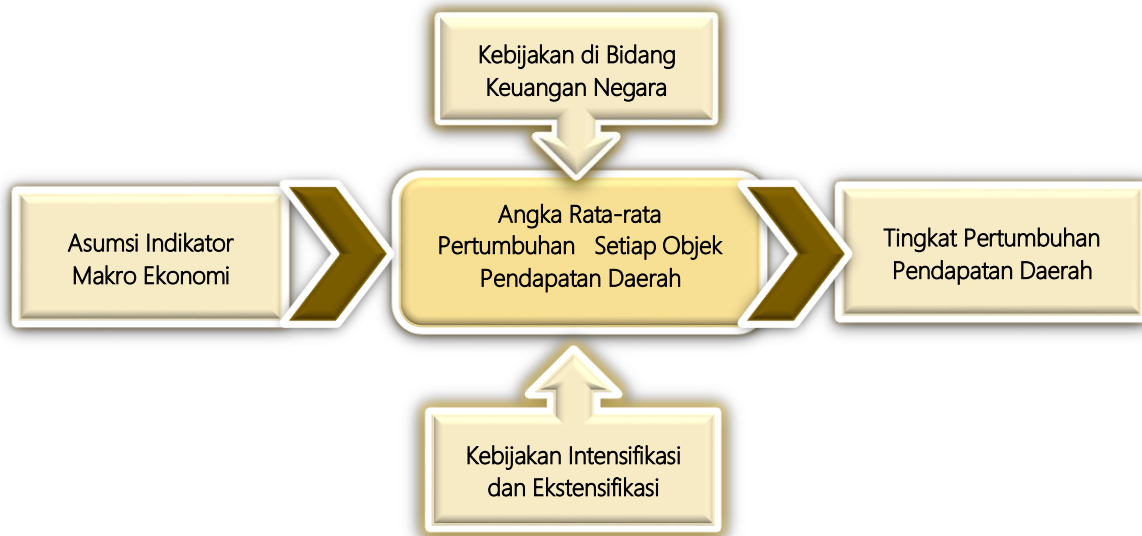 Kebijakan di Bidang
Keuangan Negara
Asumsi Indikator
Makro Ekonomi
Angka Rata-rata
Pertumbuhan Setiap Objek
Pendapatan Daerah
Tingkat Pertumbuhan
Pendapatan Daerah
Kebijakan Intensifikasi
dan Ekstensifikasi